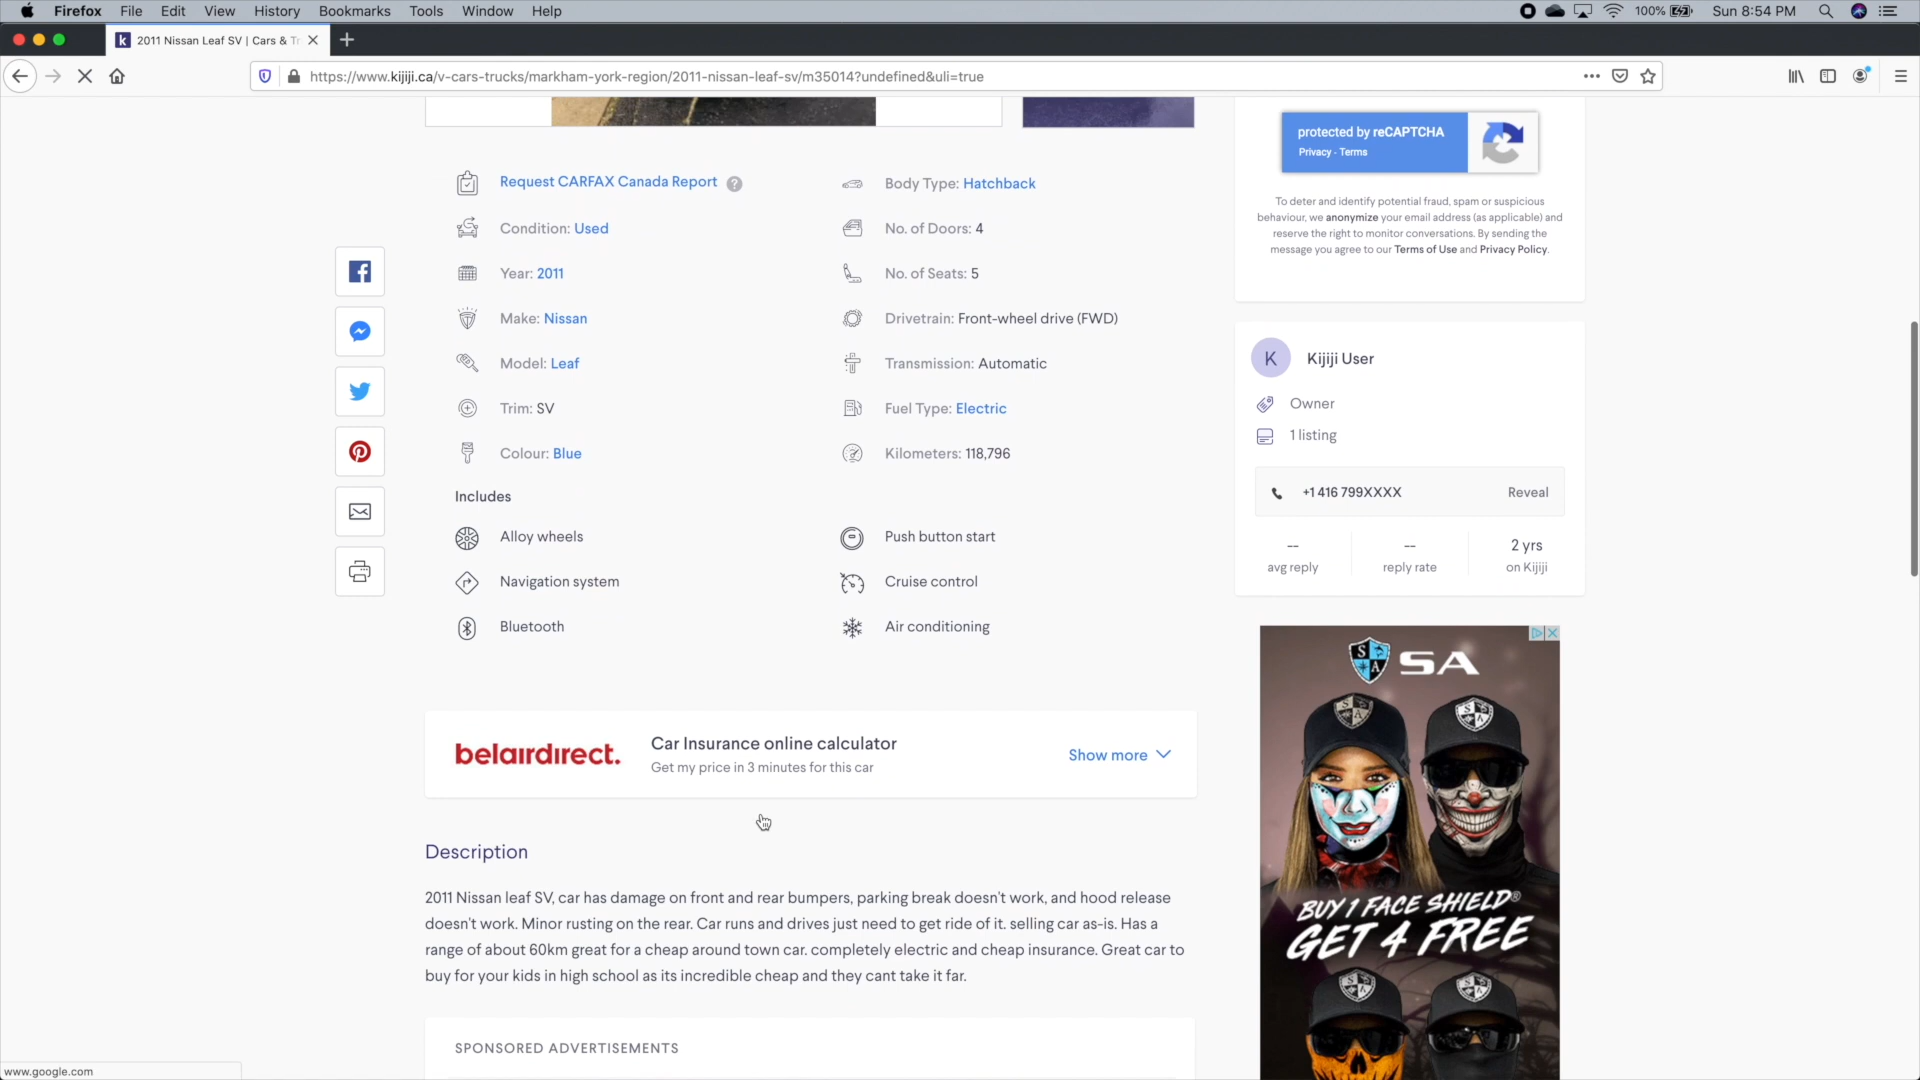 Firefox File Edit View History Bookmarks Tools Window Help 100% Sun 8:54 PM
k 2011 Nissan Leaf SV | Cars & Tr
https://www.kijiji.ca/v-cars-trucks/markham-york-region/2011-nissan-leaf-sv/m35014?undefined&uli=true
Request CARFAX Canada Report ?
Condition: Used
Year: 2011
Make: Nissan
Model: Leaf
Trim: SV
Colour: Blue
Body Type: Hatchback
No. of Doors: 4
No. of Seats: 5
Drivetrain: Front-wheel drive (FWD)
Transmission: Automatic
Fuel Type: Electric
Kilometers: 118,796
Includes
Alloy wheels
Navigation system
Bluetooth
Push button start
Cruise control
Air conditioning
belairdirect.
Car Insurance online calculator
Get my price in 3 minutes for this car
Show more
Description
2011 Nissan leaf SV, car has damage on front and rear bumpers, parking break doesn't work, and hood release
doesn't work. Minor rusting on the rear. Car runs and drives just need to get ride of it. selling car as-is. Has a
range of about 60km great for a cheap around town car. completely electric and cheap insurance. Great car to
buy for your kids in high school as its incredible cheap and they cant take it far.
SPONSORED ADVERTISEMENTS
protected by reCAPTCHA
Privacy - Terms
To deter and identify potential fraud, spam or suspicious
behaviour, we anonymize your email address (as applicable) and
reserve the right to monitor conversations. By sending the
message you agree to our Terms of Use and Privacy Policy.
K Kijiji User
Owner
1 listing
+1 416 799XXXX Reveal
-- -- 2 yrs
avg reply reply rate on Kijiji
SA SA
BUY 1 FACE SHIELD®
GET 4 FREE
www.google.com